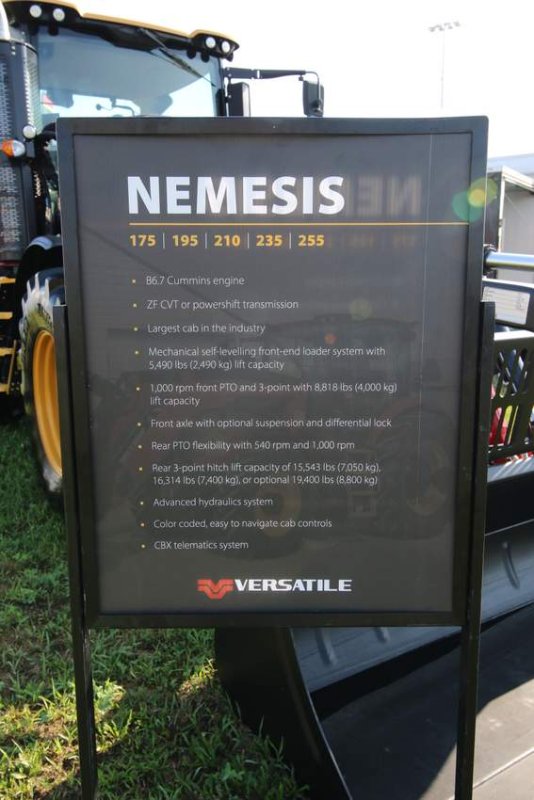 NEMESIS
175 | 195 | 210 | 235 | 255
• B6.7 Cummins engine
• ZF CVT or powershift transmission
• Largest cab in the industry
• Mechanical self-levelling front-end loader system with
5,490 lbs (2,490 kg) lift capacity
• 1,000 rpm front PTO and 3-point with 8,818 lbs (4,000 kg)
lift capacity
• Front axle with optional suspension and differential lock
• Rear PTO flexibility with 540 rpm and 1,000 rpm
• Rear 3-point hitch lift capacity of 15,543 lbs (7,050 kg),
16,314 lbs (7,400 kg), or optional 19,400 lbs (8,800 kg)
• Advanced hydraulics system
• Color coded, easy to navigate cab controls
• CBX telematics system
VERSATILE